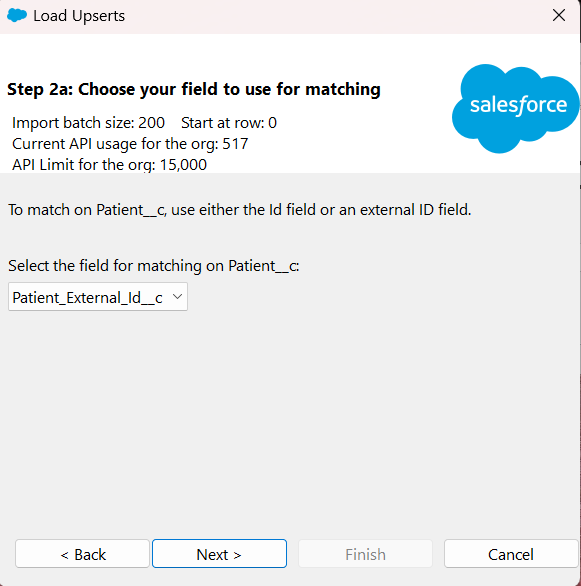 Load Upserts
Step 2a: Choose your field to use for matching
salesforce
Import batch size: 200    Start at row: 0
Current API usage for the org: 517
API Limit for the org: 15,000
To match on Patient__c, use either the Id field or an external ID field.
Select the field for matching on Patient__c:
Patient_External_Id__c
< Back    Next >    Finish    Cancel